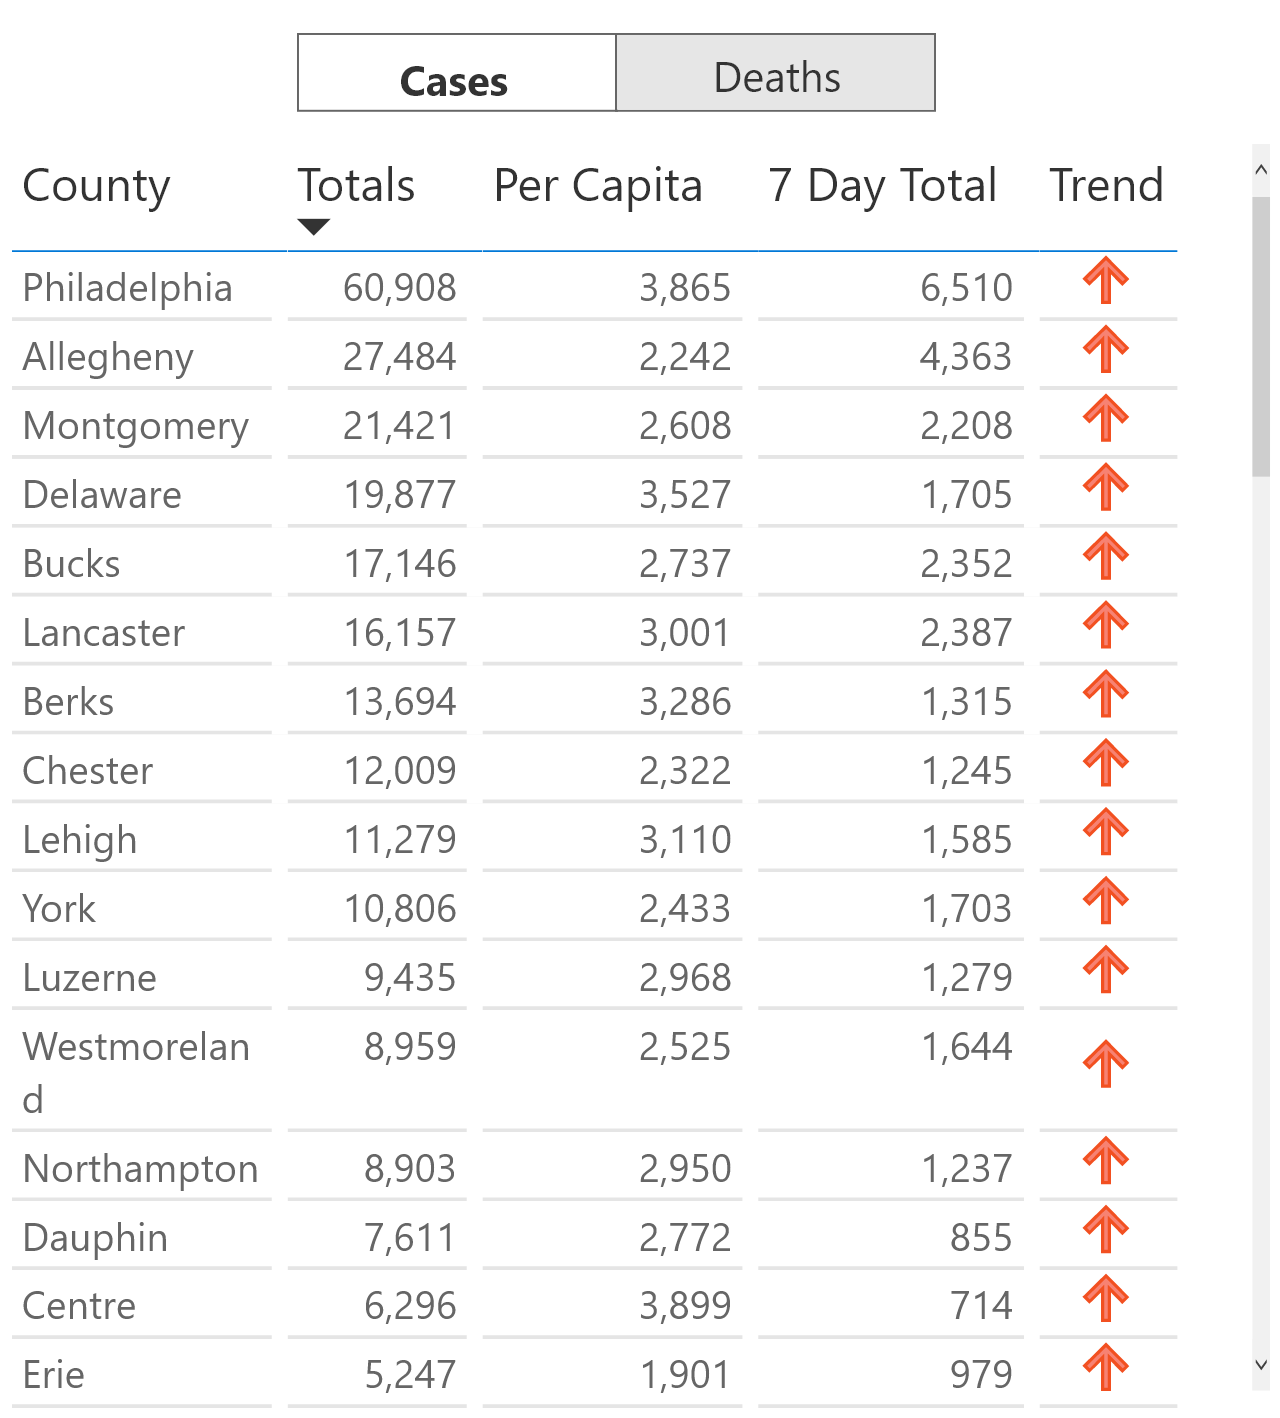 Cases Deaths
County Totals Per Capita 7 Day Total Trend
Philadelphia 60,908 3,865 6,510
Allegheny 27,484 2,242 4,363
Montgomery 21,421 2,608 2,208
Delaware 19,877 3,527 1,705
Bucks 17,146 2,737 2,352
Lancaster 16,157 3,001 2,387
Berks 13,694 3,286 1,315
Chester 12,009 2,322 1,245
Lehigh 11,279 3,110 1,585
York 10,806 2,433 1,703
Luzerne 9,435 2,968 1,279
Westmorelan 8,959 2,525 1,644
d
Northampton 8,903 2,950 1,237
Dauphin 7,611 2,772 855
Centre 6,296 3,899 714
Erie 5,247 1,901 979